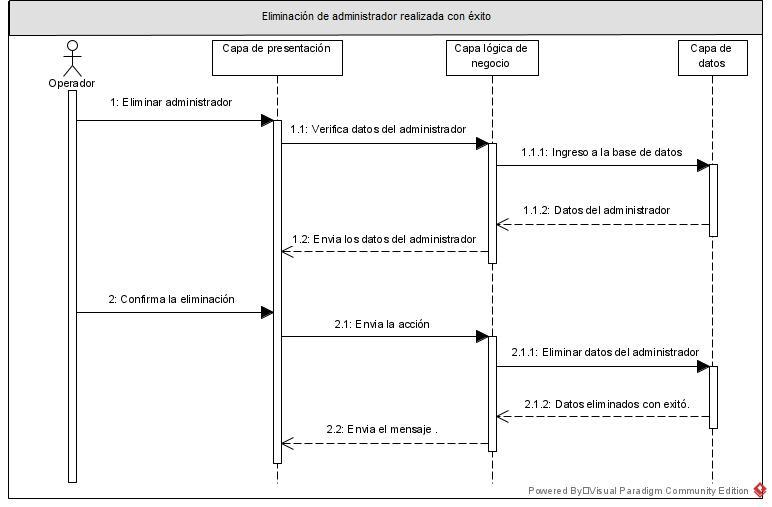 Eliminación de administrador realizada con éxito
Capa de presentación
Capa lógica de
negocio
Capa de
datos
Operador
1: Eliminar administrador
1.1: Verifica datos del administrador
1.1.1: Ingreso a la base de datos
1.1.2: Datos del administrador
1.2: Envia los datos del administrador
2: Confirma la eliminación
2.1: Envia la acción
2.1.1: Eliminar datos del administrador
2.1.2: Datos eliminados con exitó.
2.2: Envia el mensaje .
Powered By Visual Paradigm Community Edition